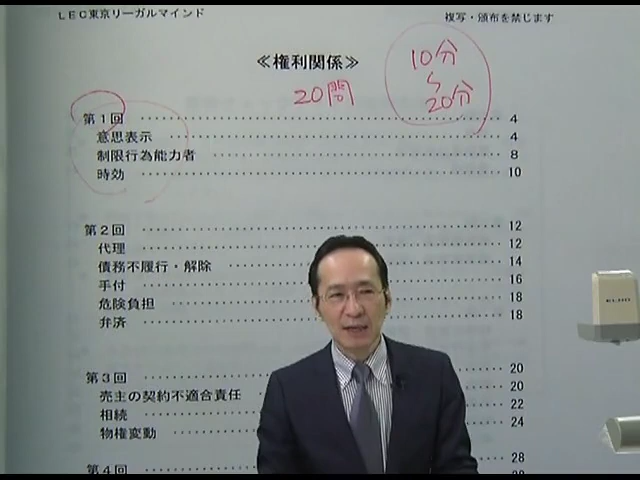 LEC東京リーガルマインド
複写・頒布を禁じます
≪権利関係≫
20問
10分
〜
20分
第1回 4
意思表示 4
制限行為能力者 8
時効 10
第2回 12
代理 12
債務不履行・解除 14
手付 16
危険負担 18
弁済 18
第3回 20
売主の契約不適合責任 20
相続 22
物権変動 24
第4回 28
ELMO